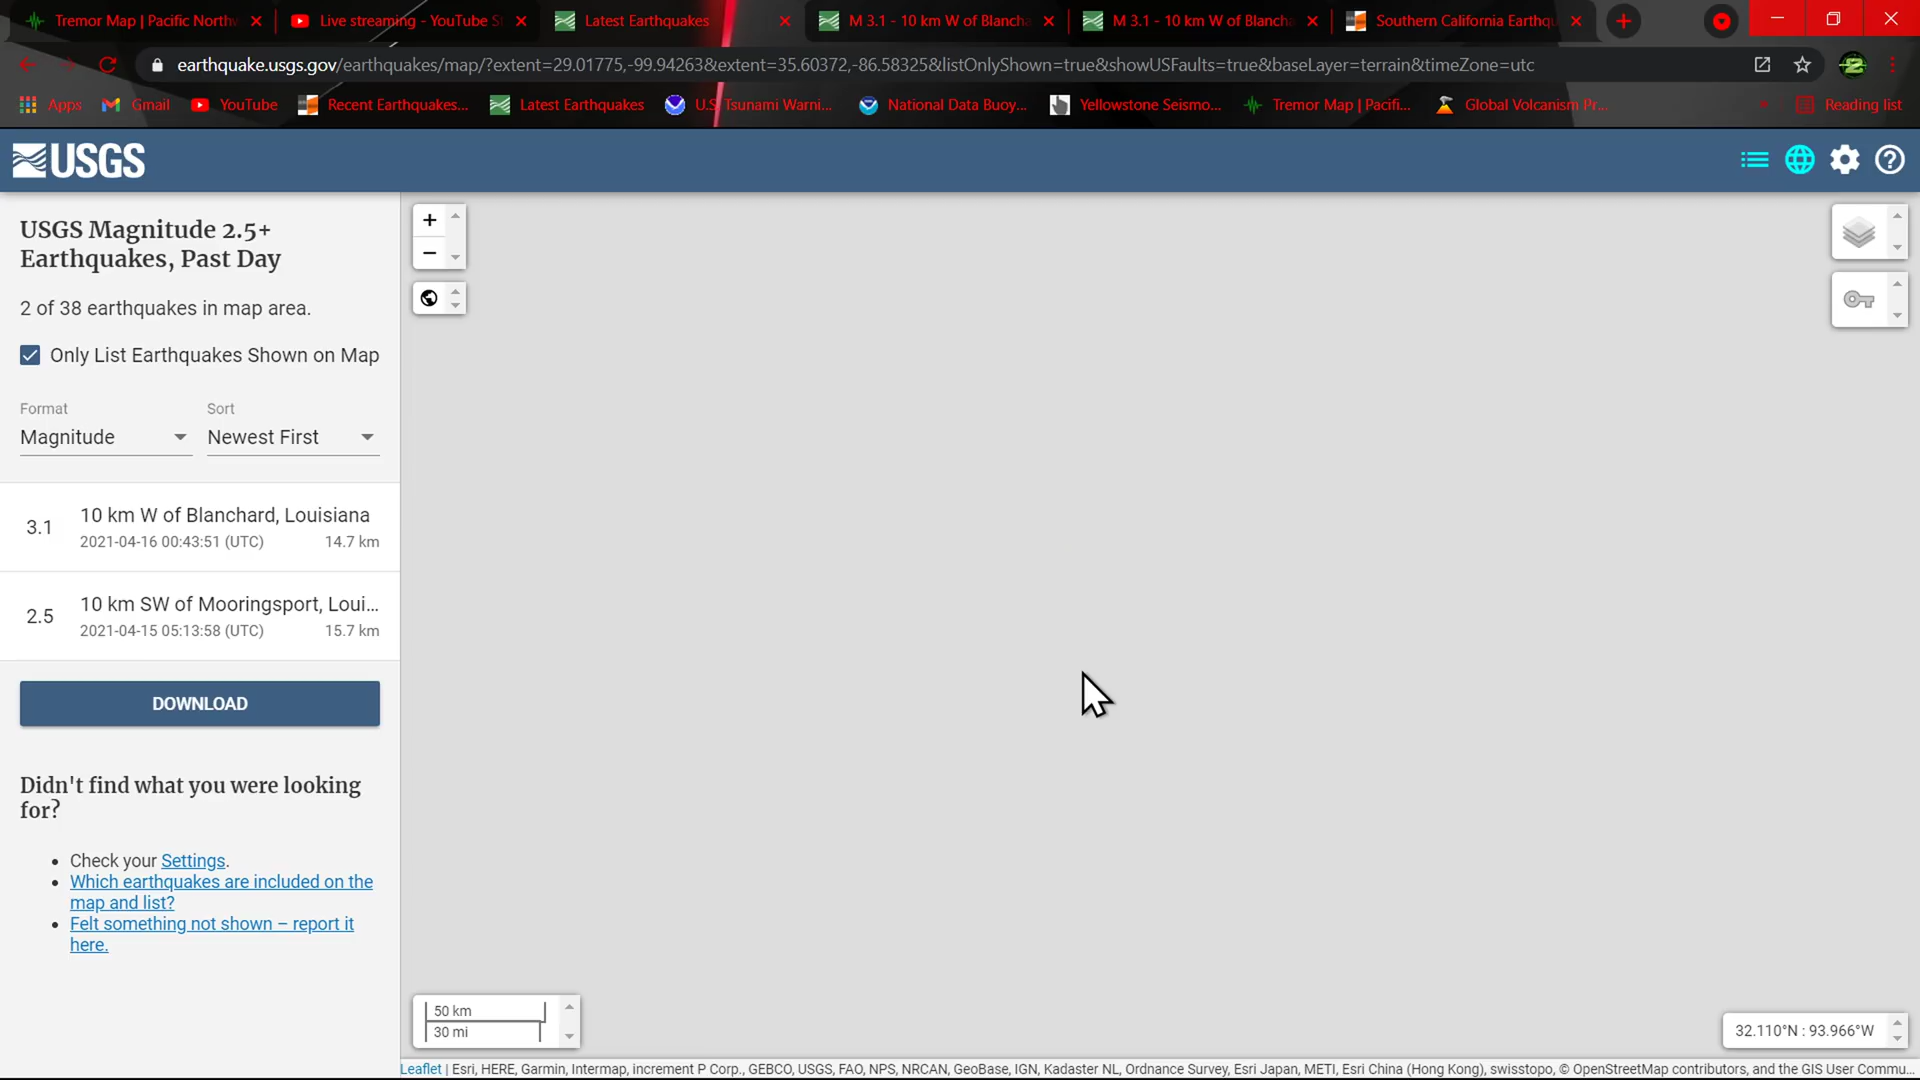 Tremor Map | Pacific Northw
Live streaming - YouTube S
Latest Earthquakes
M 3.1 - 10 km W of Blancha
M 3.1 - 10 km W of Blancha
Southern California Earthqu
earthquake.usgs.gov/earthquakes/map/?extent=29.01775,-99.94263&extent=35.60372,-86.58325&listOnlyShown=true&showUSFaults=true&baseLayer=terrain&timeZone=utc
Apps
Gmail
YouTube
Recent Earthquakes...
Latest Earthquakes
U.S. Tsunami Warni...
National Data Buoy...
Yellowstone Seismo...
Tremor Map | Pacifi...
Global Volcanism Pr...
Reading list
USGS
USGS Magnitude 2.5+
Earthquakes, Past Day
2 of 38 earthquakes in map area.
Only List Earthquakes Shown on Map
Format
Sort
Magnitude
Newest First
3.1
10 km W of Blanchard, Louisiana
2021-04-16 00:43:51 (UTC)
14.7 km
2.5
10 km SW of Mooringsport, Loui...
2021-04-15 05:13:58 (UTC)
15.7 km
DOWNLOAD
Didn't find what you were looking
for?
Check your Settings.
Which earthquakes are included on the
map and list?
Felt something not shown – report it
here.
+
−
50 km
30 mi
32.110°N : 93.966°W
Leaflet | Esri, HERE, Garmin, Intermap, increment P Corp., GEBCO, USGS, FAO, NPS, NRCAN, GeoBase, IGN, Kadaster NL, Ordnance Survey, Esri Japan, METI, Esri China (Hong Kong), swisstopo, © OpenStreetMap contributors, and the GIS User Commu...